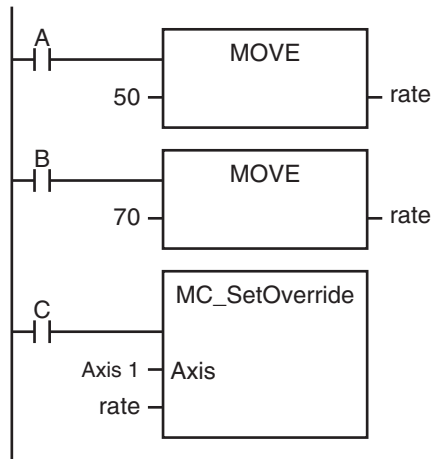 A
MOVE
50
rate
B
MOVE
70
rate
MC_SetOverride
C
Axis 1
Axis
rate